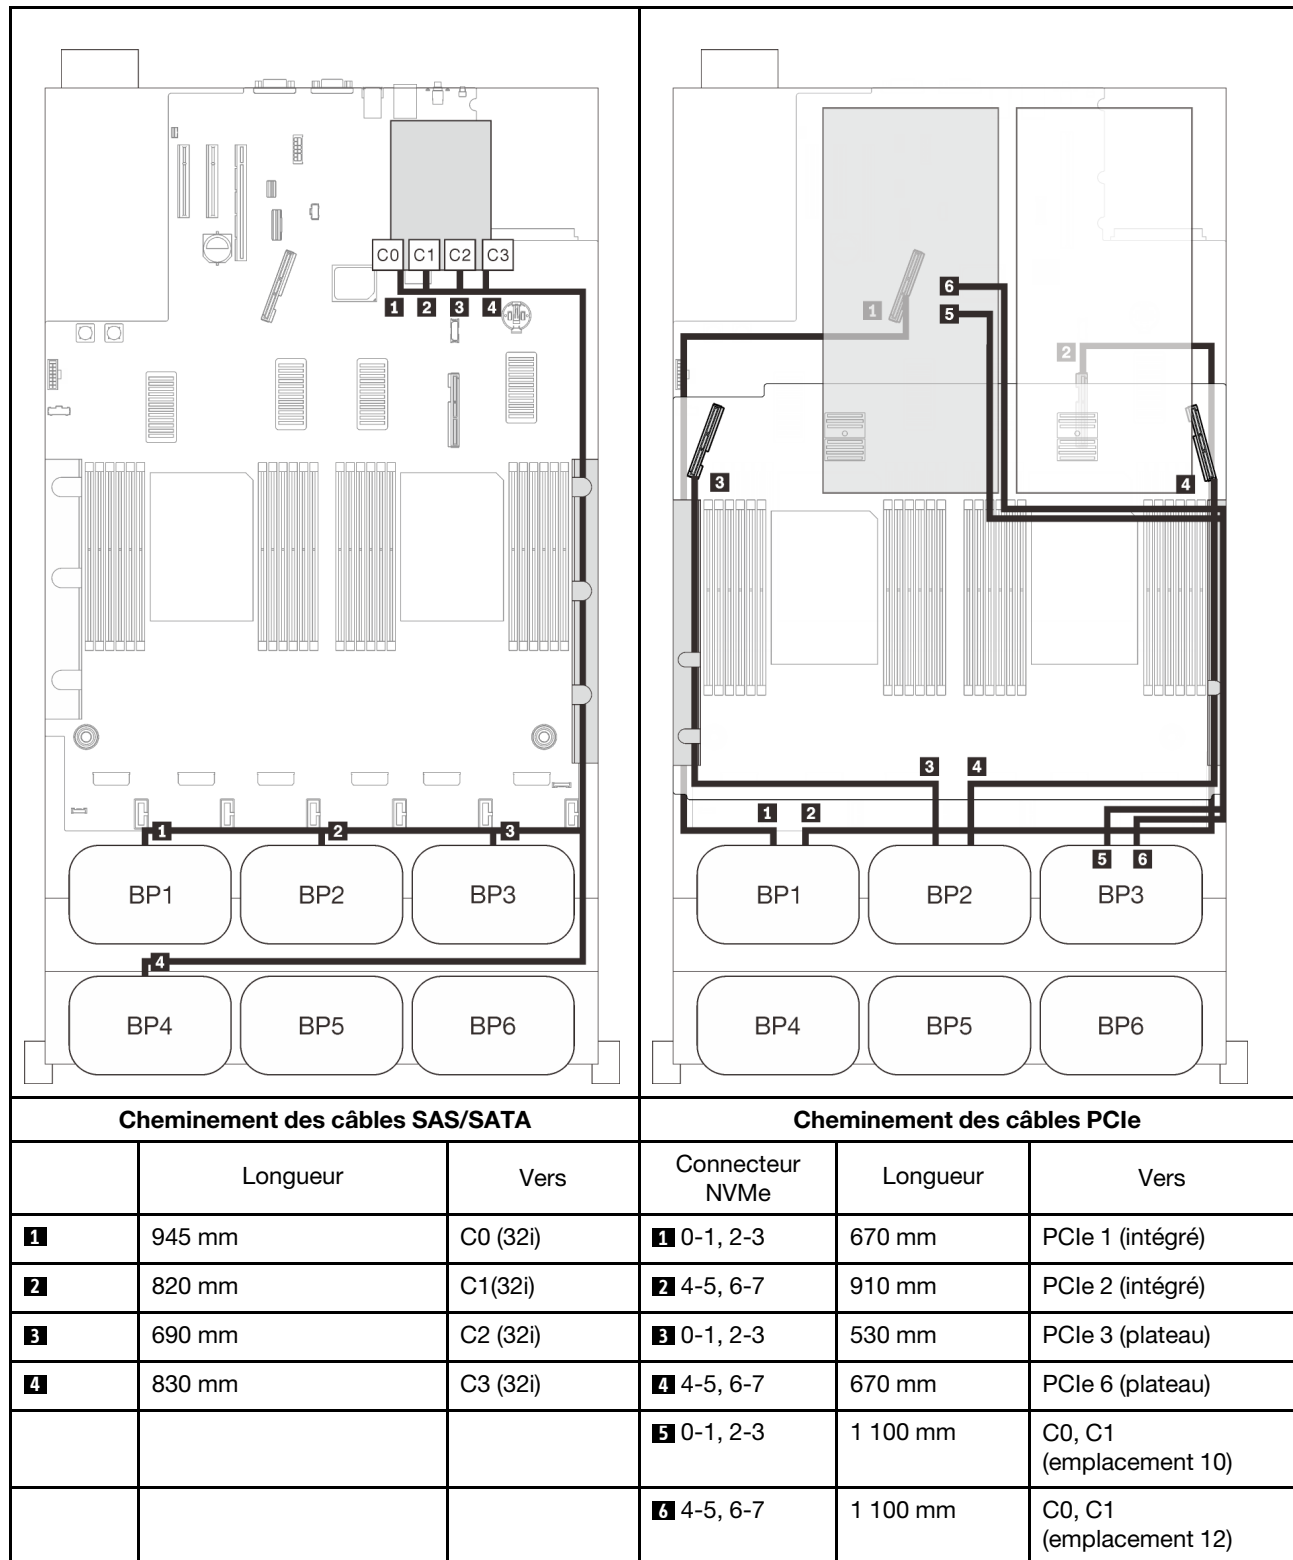 C0 C1 C2 C3
1 2 3 4
1 2 3
BP1 BP2 BP3
4
BP4 BP5 BP6
6
1 5
2
3 4
3 4
1 2
5 6
BP1 BP2 BP3
BP4 BP5 BP6
Cheminement des câbles SAS/SATA
Cheminement des câbles PCIe
Longueur
Vers
Connecteur
NVMe
Longueur
Vers
1 945 mm C0 (32i)
1 0-1, 2-3 670 mm PCIe 1 (intégré)
2 820 mm C1(32i)
2 4-5, 6-7 910 mm PCIe 2 (intégré)
3 690 mm C2 (32i)
3 0-1, 2-3 530 mm PCIe 3 (plateau)
4 830 mm C3 (32i)
4 4-5, 6-7 670 mm PCIe 6 (plateau)
5 0-1, 2-3 1 100 mm C0, C1
(emplacement 10)
6 4-5, 6-7 1 100 mm C0, C1
(emplacement 12)